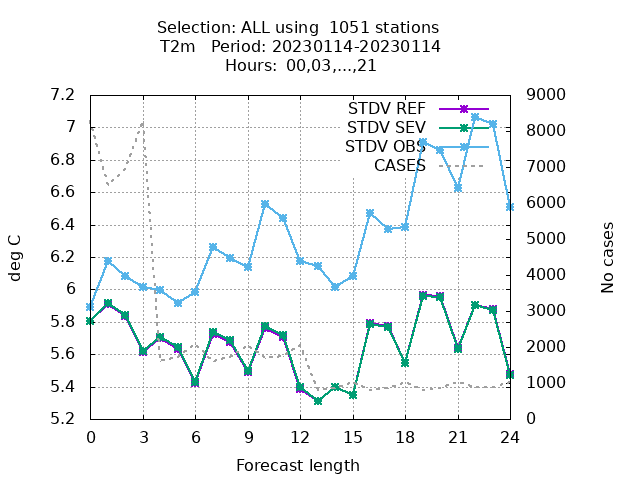 Selection: ALL using  1051 stations
T2m   Period: 20230114-20230114
Hours:  00,03,...,21
STDV REF
STDV SEV
STDV OBS
CASES
deg C
No cases
7.2
7
6.8
6.6
6.4
6.2
6
5.8
5.6
5.4
5.2
9000
8000
7000
6000
5000
4000
3000
2000
1000
0
0 3 6 9 12 15 18 21 24
Forecast length